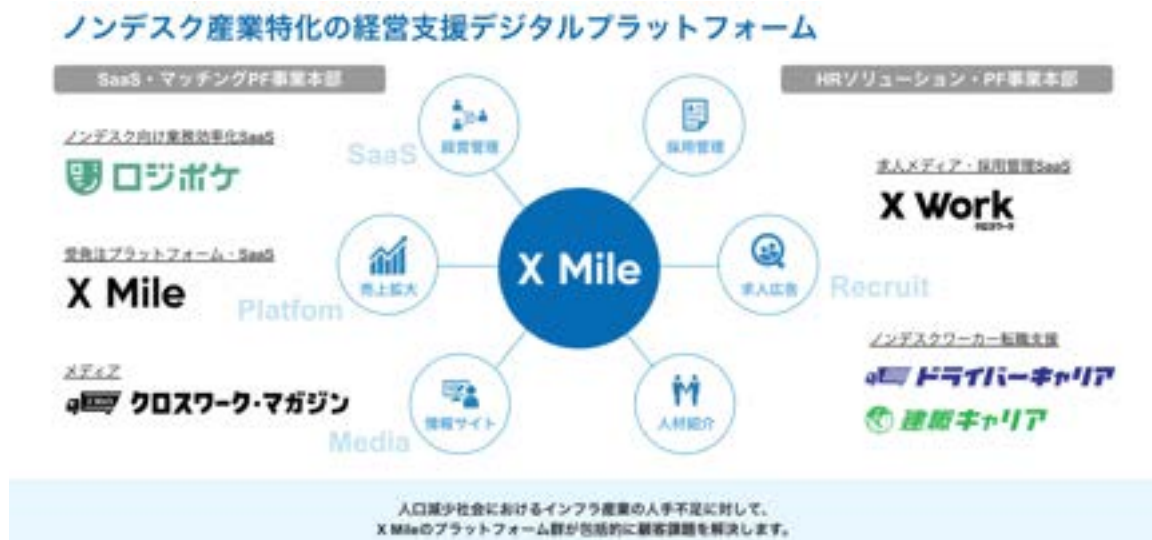 ノンデスク産業特化の経営支援デジタルプラットフォーム
SaaS・マッチングPF事業本部
HRソリューション・PF事業本部
ノンデスク向け業務効率化SaaS
ロジポケ
受発注プラットフォーム・SaaS
X Mile
メディア
クロスワーク・マガジン
SaaS
Platfom
Media
経営管理
採用管理
売上拡大
X Mile
求人広告
情報サイト
人材紹介
Recruit
求人メディア・採用管理SaaS
X Work
クロスワーク
ノンデスクワーカー転職支援
ドライバーキャリア
建職キャリア
人口減少社会におけるインフラ産業の人手不足に対して、
X Mileのプラットフォーム群が包括的に顧客課題を解決します。